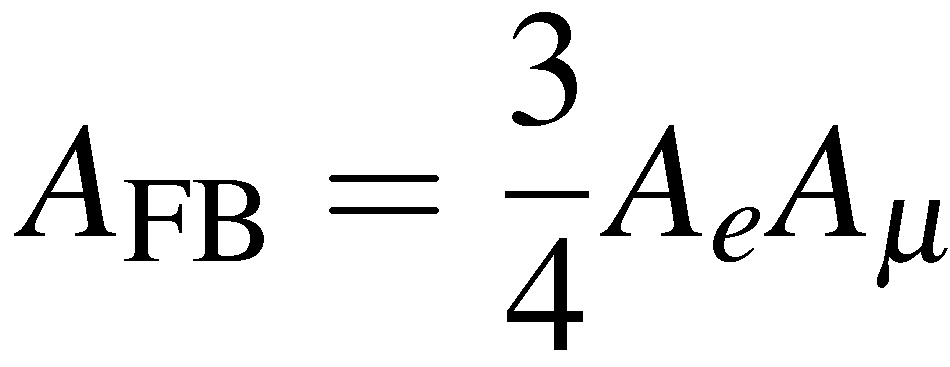 A_FB = 3/4 A_e A_μ